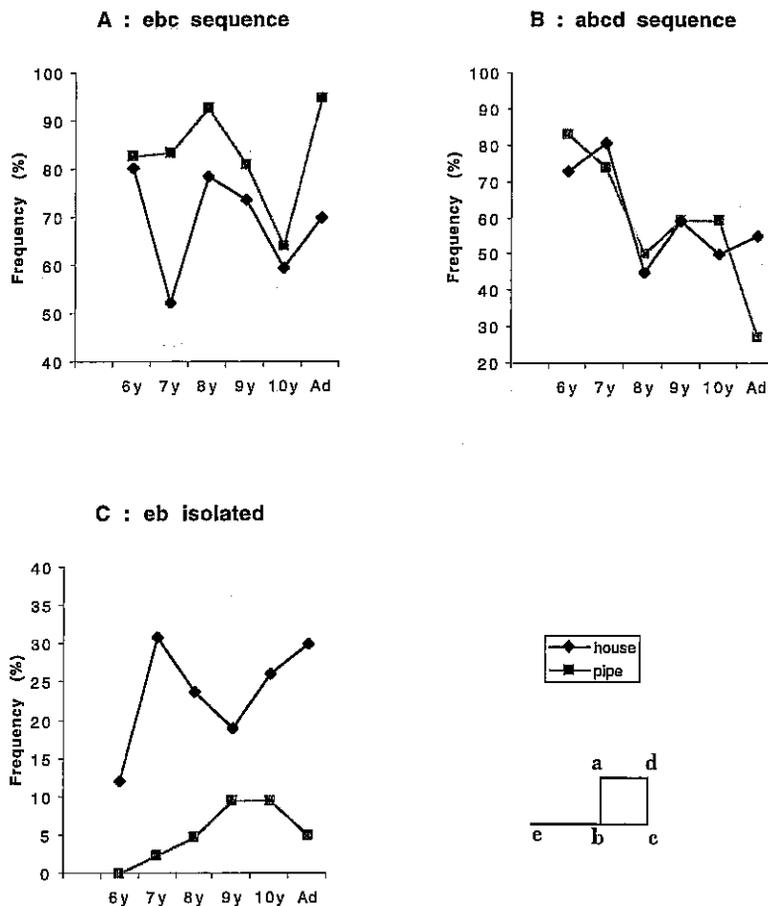 A : ebc sequence
Frequency (%)
100
90
80
70
60
50
40
6y 7y 8y 9y 10y Ad
B : abcd sequence
Frequency (%)
100
90
80
70
60
50
40
30
20
6y 7y 8y 9y 10y Ad
C : eb isolated
Frequency (%)
40
35
30
25
20
15
10
5
0
6y 7y 8y 9y 10y Ad
house
pipe
a d
e b c